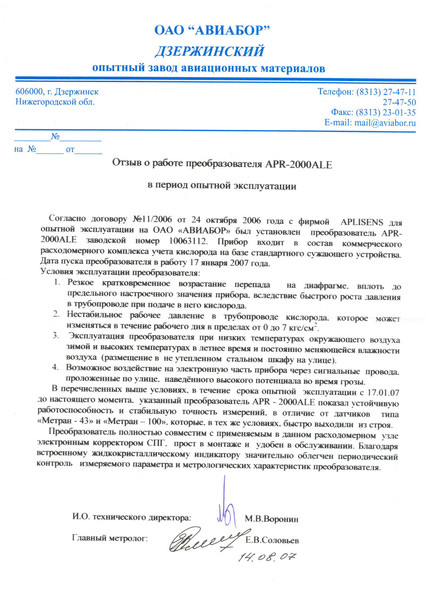 ОАО “АВИАБОР”
ДЗЕРЖИНСКИЙ
опытный завод авиационных материалов
606000, г. Дзержинск
Нижегородской обл.
Телефон: (8313) 27-47-11
27-47-50
Факс: (8313) 23-01-35
E-mail: mail@aviabor.ru
________№________
на №______ от______
Отзыв о работе преобразователя APR-2000ALE
в период опытной эксплуатации
Согласно договору №11/2006 от 24 октября 2006 года с фирмой APLISENS для
опытной эксплуатации на ОАО «АВИАБОР» был установлен преобразователь APR-
2000ALE заводской номер 10063112. Прибор входит в состав коммерческого
расходомерного комплекса учета кислорода на базе стандартного сужающего устройства.
Дата пуска преобразователя в работу 17 января 2007 года.
Условия эксплуатации преобразователя:
1. Резкое кратковременное возрастание перепада на диафрагме, вплоть до
предельного настроечного значения прибора, вследствие быстрого роста давления
в трубопроводе при подаче в него кислорода.
2. Нестабильное рабочее давление в трубопроводе кислорода, которое может
изменяться в течение рабочего дня в пределах от 0 до 7 кгс/см².
3. Эксплуатация преобразователя при низких температурах окружающего воздуха
зимой и высоких температурах в летнее время и постоянно меняющейся влажности
воздуха (размещение в не утепленном стальном шкафу на улице).
4. Возможное воздействие на электронную часть прибора через сигнальные провода,
проложенные по улице, наведённого высокого потенциала во время грозы.
В перечисленных выше условиях, в течение срока опытной эксплуатации с 17.01.07
до настоящего момента, указанный преобразователь APR - 2000ALE показал устойчивую
работоспособность и стабильную точность измерений, в отличие от датчиков типа
«Метран - 43» и «Метран – 100», которые, в тех же условиях, быстро выходили из строя.
Преобразователь полностью совместим с применяемым в данном расходомерном узле
электронным корректором СПГ, прост в монтаже и удобен в обслуживании. Благодаря
встроенному жидкокристаллическому индикатору значительно облегчен периодический
контроль измеряемого параметра и метрологических характеристик преобразователя.
И.О. технического директора: М.В.Воронин
Главный метролог: Е.В.Соловьев
14.08.07